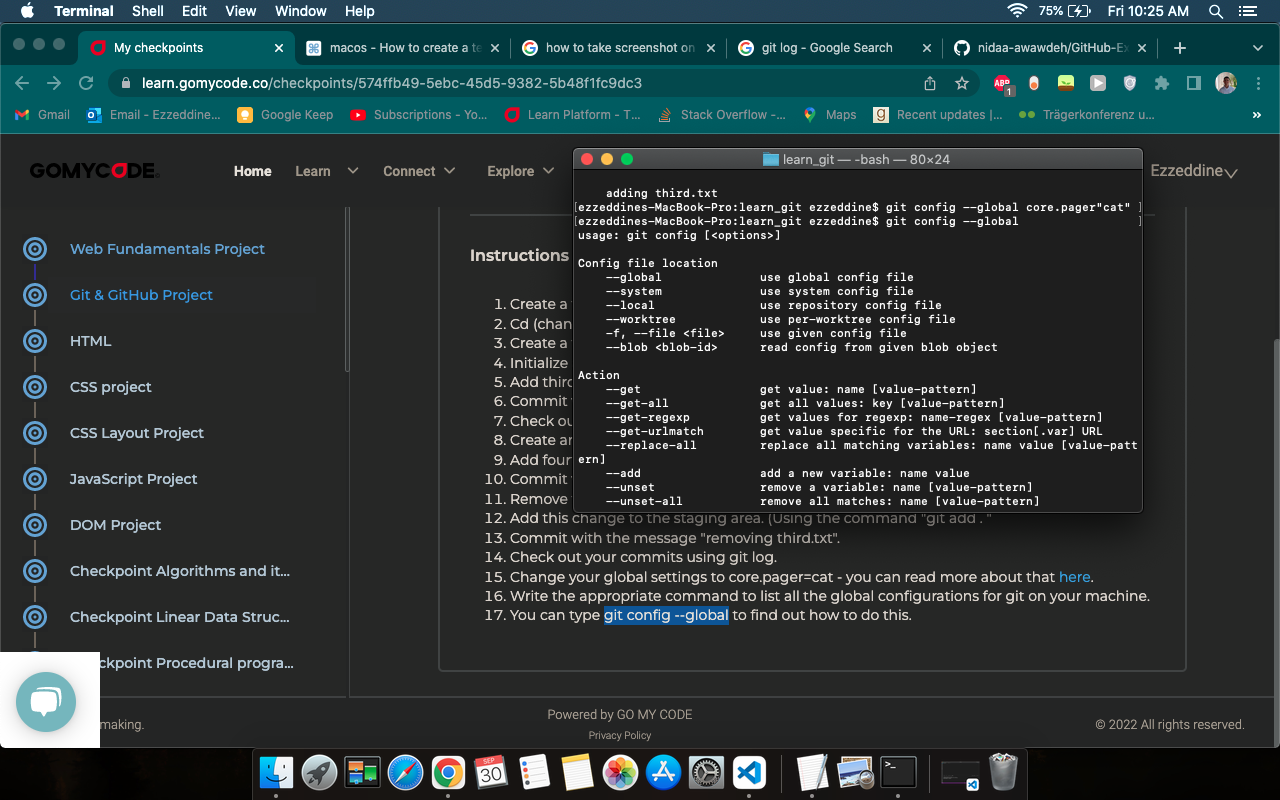 Terminal Shell Edit View Window Help 75% Fri 10:25 AM
My checkpoints macos - How to create a te how to take screenshot on git log - Google Search nidaa-awawdeh/GitHub-Ex
learn.gomycode.co/checkpoints/574ffb49-5ebc-45d5-9382-5b48f1fc9dc3 ABP 1
Gmail Email - Ezzeddine... Google Keep Subscriptions - Yo... Learn Platform - T... Stack Overflow -... Maps Recent updates |... Trägerkonferenz u... »
GOMYCODE Home Learn Connect Explore Ezzeddine
Web Fundamentals Project
Git & GitHub Project
HTML
CSS project
CSS Layout Project
JavaScript Project
DOM Project
Checkpoint Algorithms and it...
Checkpoint Linear Data Struc...
ckpoint Procedural progra...
Instructions
1. Create a
2. Cd (chan
3. Create a
4. Initialize
5. Add third
6. Commit
7. Check ou
8. Create an
9. Add four
10. Commit
11. Remove
12. Add this change to the staging area. (Using the command "git add . "
13. Commit with the message "removing third.txt".
14. Check out your commits using git log.
15. Change your global settings to core.pager=cat - you can read more about that here.
16. Write the appropriate command to list all the global configurations for git on your machine.
17. You can type git config --global to find out how to do this.
learn_git — -bash — 80×24
adding third.txt
[ezzeddines-MacBook-Pro:learn_git ezzeddine$ git config --global core.pager"cat" ]
[ezzeddines-MacBook-Pro:learn_git ezzeddine$ git config --global ]
usage: git config [<options>]
Config file location
--global use global config file
--system use system config file
--local use repository config file
--worktree use per-worktree config file
-f, --file <file> use given config file
--blob <blob-id> read config from given blob object
Action
--get get value: name [value-pattern]
--get-all get all values: key [value-pattern]
--get-regexp get values for regexp: name-regex [value-pattern]
--get-urlmatch get value specific for the URL: section[.var] URL
--replace-all replace all matching variables: name value [value-patt
ern]
--add add a new variable: name value
--unset remove a variable: name [value-pattern]
--unset-all remove all matches: name [value-pattern]
making. Powered by GO MY CODE © 2022 All rights reserved.
Privacy Policy
SEP
30